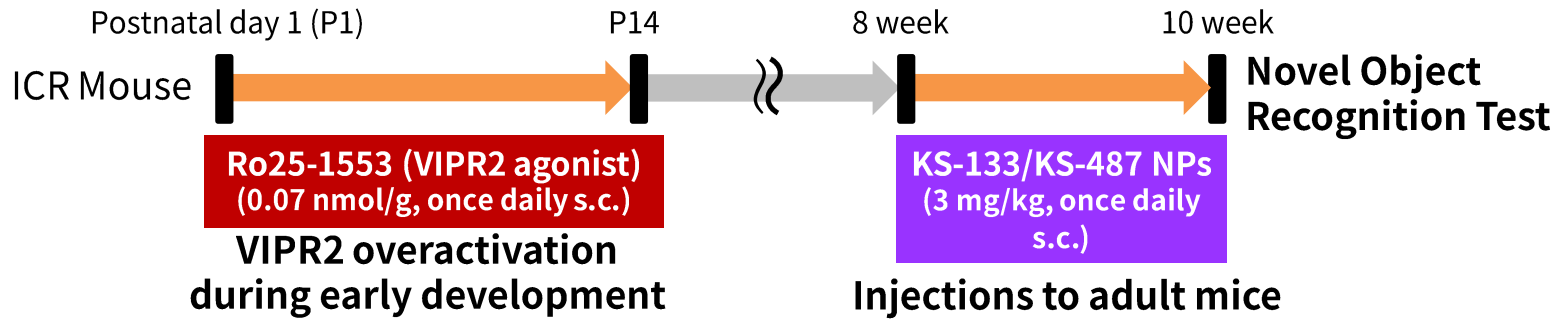 Postnatal day 1 (P1)
P14
8 week
10 week
ICR Mouse
Novel Object
Recognition Test
Ro25-1553 (VIPR2 agonist)
(0.07 nmol/g, once daily s.c.)
KS-133/KS-487 NPs
(3 mg/kg, once daily
s.c.)
VIPR2 overactivation
during early development
Injections to adult mice